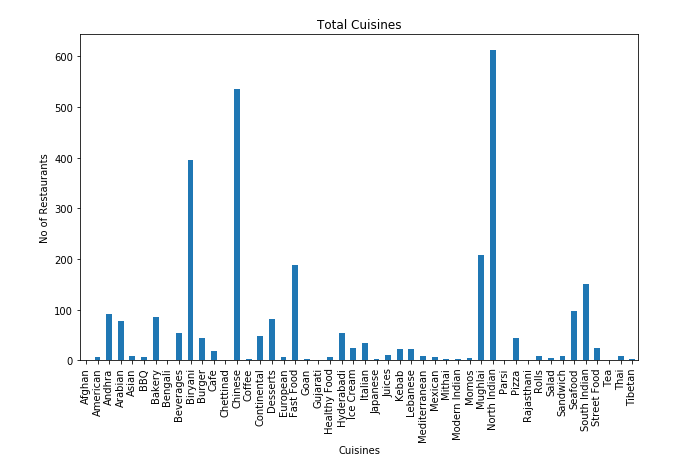 Total Cuisines
No of Restaurants
600
500
400
300
200
100
0
Afghan
American
Andhra
Arabian
Asian
BBQ
Bakery
Bengali
Beverages
Biryani
Burger
Cafe
Chettinad
Chinese
Coffee
Continental
Desserts
European
Fast Food
Goan
Gujarati
Healthy Food
Hyderabadi
Ice Cream
Italian
Japanese
Juices
Kebab
Lebanese
Mediterranean
Mexican
Mithai
Modern Indian
Momos
Mughlai
North Indian
Parsi
Pizza
Rajasthani
Rolls
Salad
Sandwich
Seafood
South Indian
Street Food
Tea
Thai
Tibetan
Cuisines